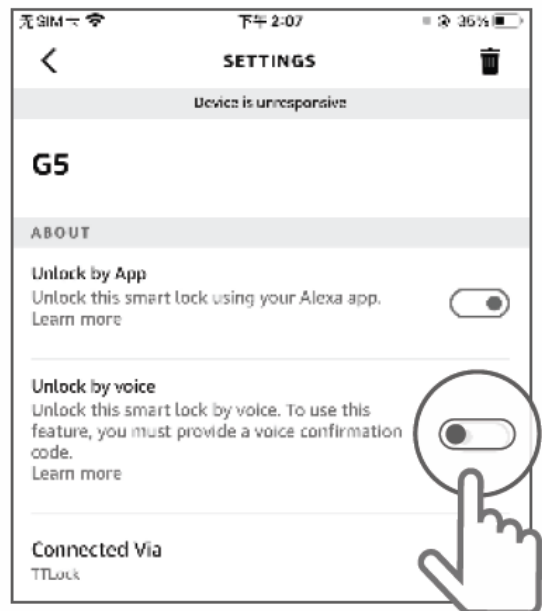 无SIM卡
下午2:07
35%
SETTINGS
Device is unresponsive
G5
ABOUT
Unlock by App
Unlock this smart lock using your Alexa app.
Learn more
Unlock by voice
Unlock this smart lock by voice. To use this
feature, you must provide a voice confirmation
code.
Learn more
Connected Via
TTLock